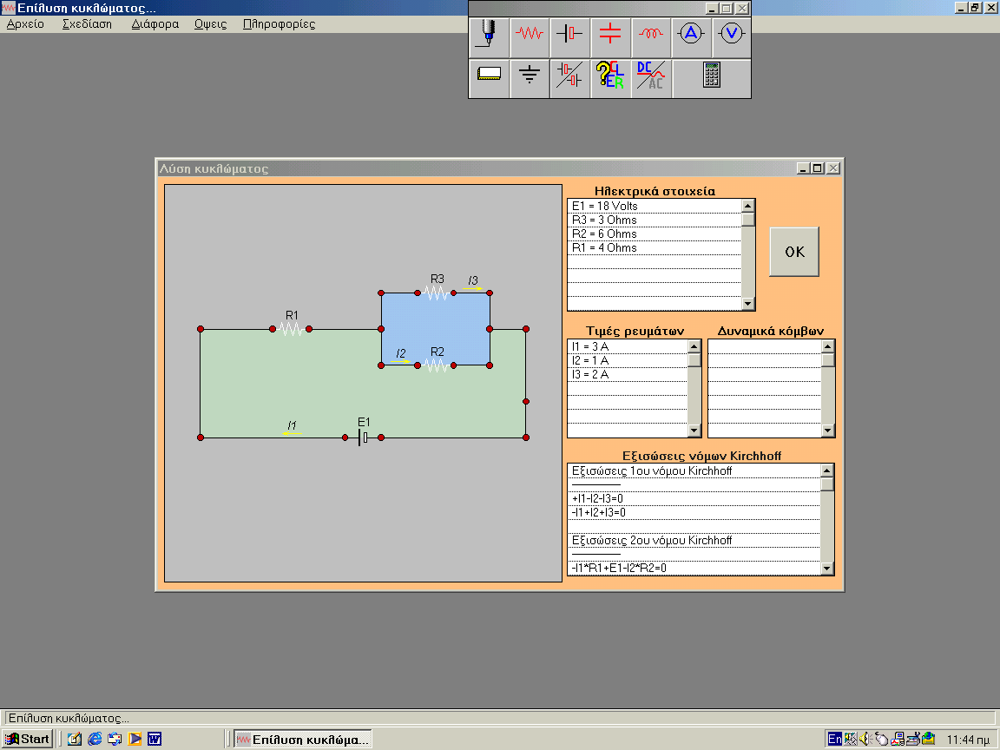 Επίλυση κυκλώματος...
Αρχείο Σχεδίαση Διάφορα Οψεις Πληροφορίες
A V
? C L E R DC AC
Λύση κυκλώματος
Ηλεκτρικά στοιχεία
E1 = 18 Volts
R3 = 3 Ohms
R2 = 6 Ohms
R1 = 4 Ohms
OK
R3 I3
R1
I2 R2
I1 E1
Τιμές ρευμάτων
I1 = 3 A
I2 = 1 A
I3 = 2 A
Δυναμικά κόμβων
Εξισώσεις νόμων Kirchhoff
Εξισώσεις 1ου νόμου Kirchhoff
+I1-I2-I3=0
-I1+I2+I3=0
Εξισώσεις 2ου νόμου Kirchhoff
-I1*R1+E1-I2*R2=0
Επίλυση κυκλώματος...
Start Επίλυση κυκλώμα... En 11:44 πμ